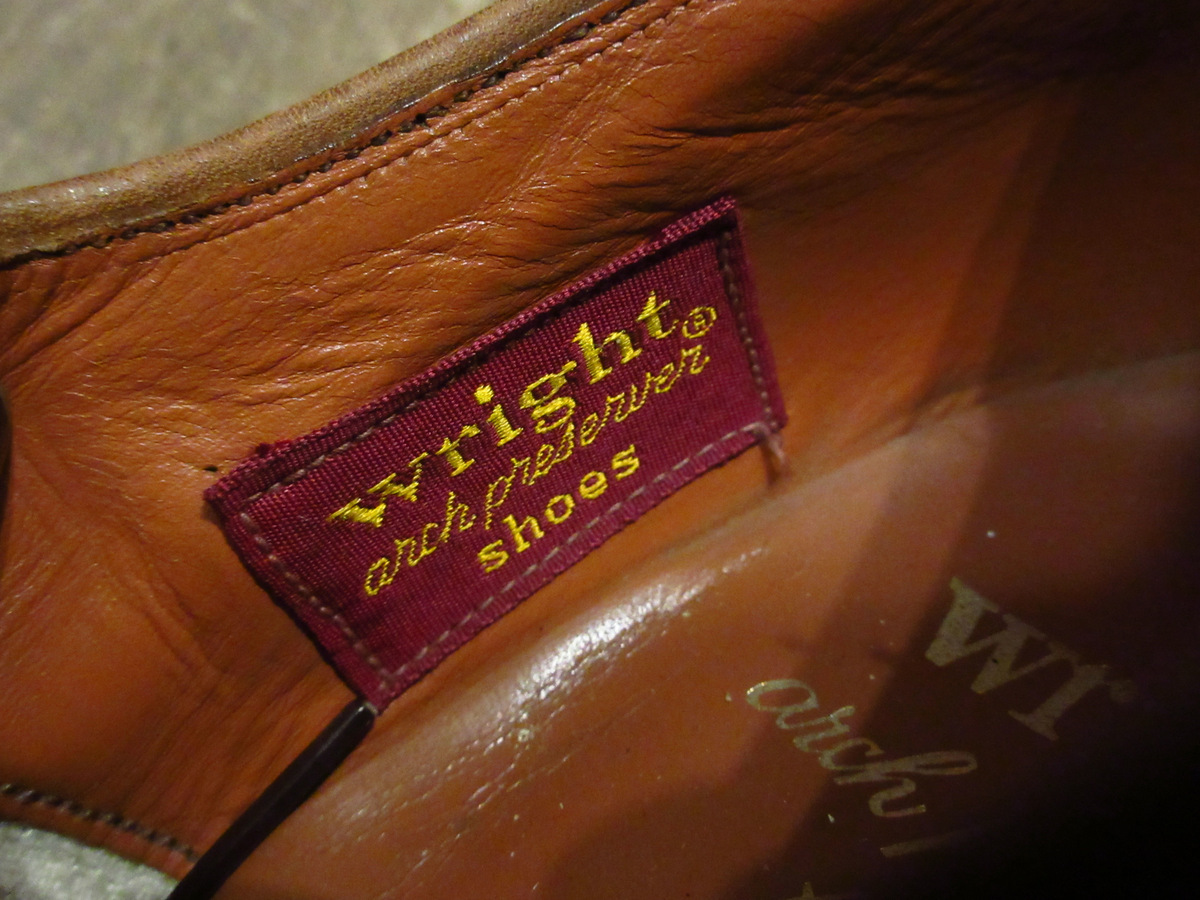 wright®
arch preserver
shoes
wr
arch